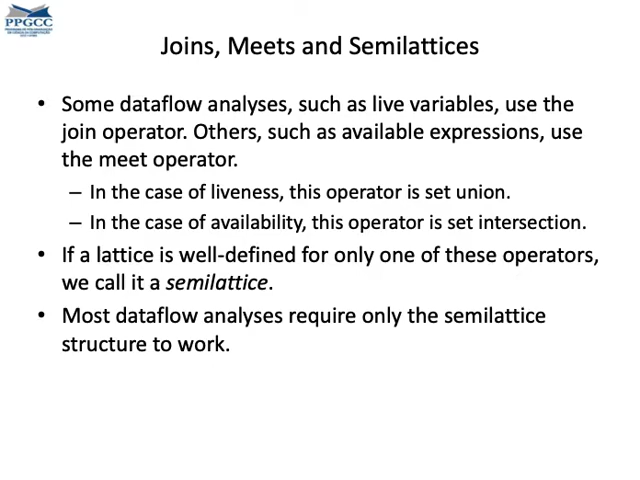 PPGCC
Joins, Meets and Semilattices
• Some dataflow analyses, such as live variables, use the
join operator. Others, such as available expressions, use
the meet operator.
– In the case of liveness, this operator is set union.
– In the case of availability, this operator is set intersection.
• If a lattice is well-defined for only one of these operators,
we call it a semilattice.
• Most dataflow analyses require only the semilattice
structure to work.